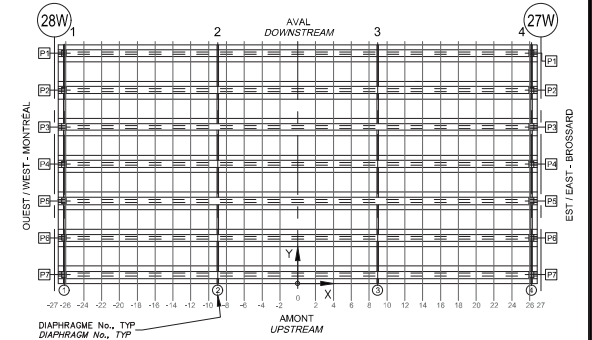 28W
27W
AVAL
DOWNSTREAM
1
2
3
4
P1
P1
P2
P2
P3
P3
P4
P4
P5
P5
P6
P6
P7
P7
OUEST / WEST - MONTRÉAL
EST / EAST - BROSSARD
Y
X
1
2
3
4
-27 -26 -24 -22 -20 -18 -16 -14 -12 -10 -8 -6 -4 -2 0 2 4 6 8 10 12 14 16 18 20 22 24 26 27
AMONT
UPSTREAM
DIAPHRAGME No., TYP
DIAPHRAGM No., TYP